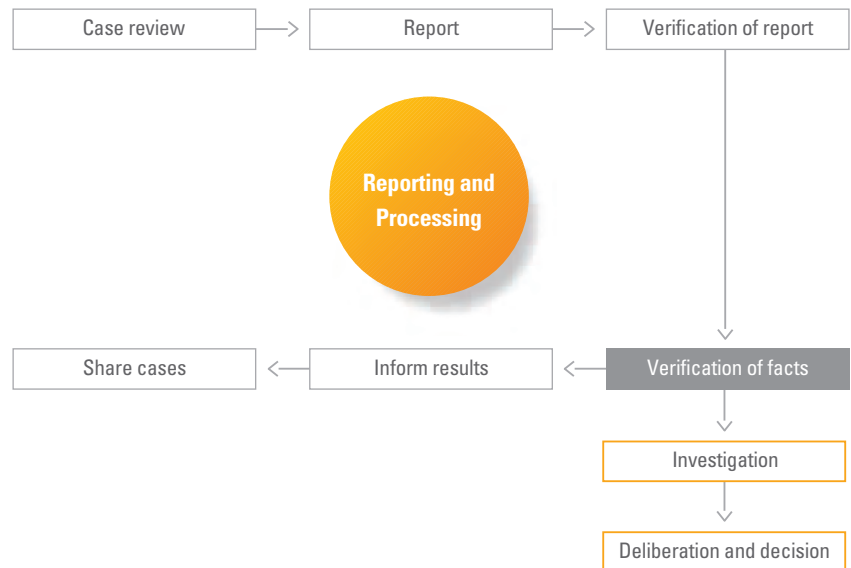 Case review
Report
Verification of report
Reporting and
Processing
Share cases
Inform results
Verification of facts
Investigation
Deliberation and decision